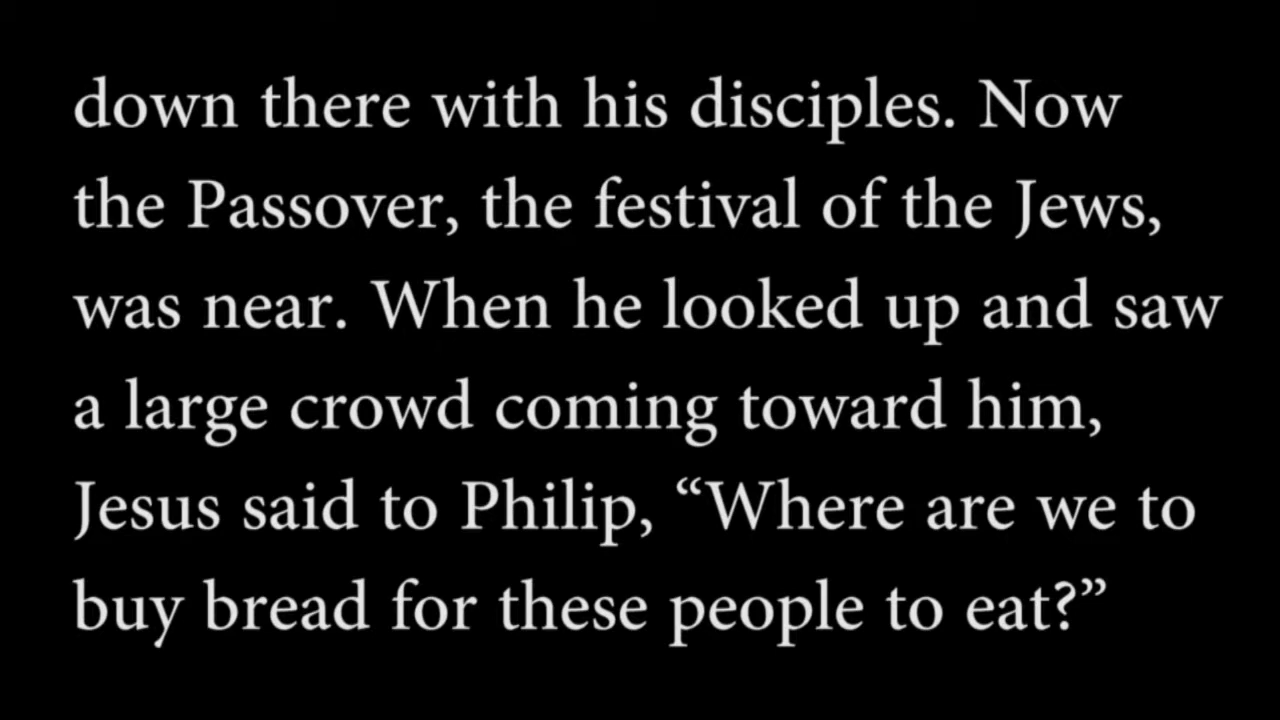 down there with his disciples. Now
the Passover, the festival of the Jews,
was near. When he looked up and saw
a large crowd coming toward him,
Jesus said to Philip, “Where are we to
buy bread for these people to eat?”